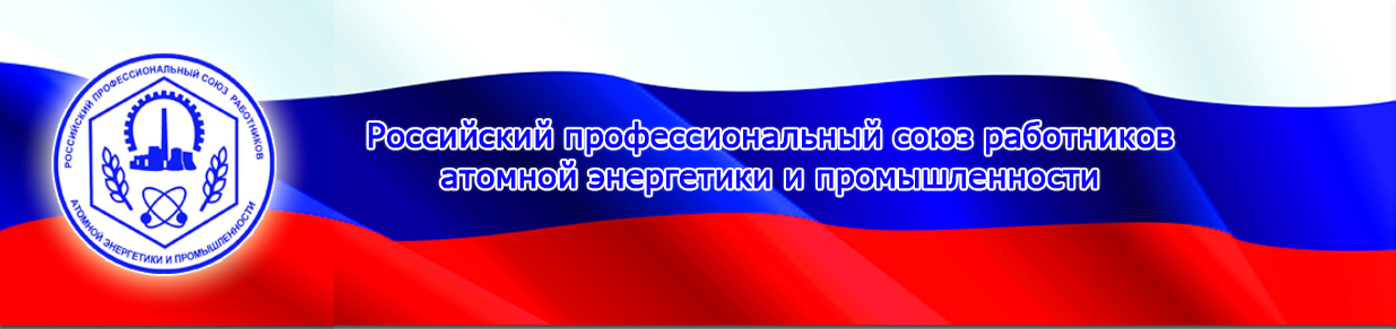 РОССИЙСКИЙ ПРОФЕССИОНАЛЬНЫЙ СОЮЗ РАБОТНИКОВ
АТОМНОЙ ЭНЕРГЕТИКИ И ПРОМЫШЛЕННОСТИ
Российский профессиональный союз работников
атомной энергетики и промышленности